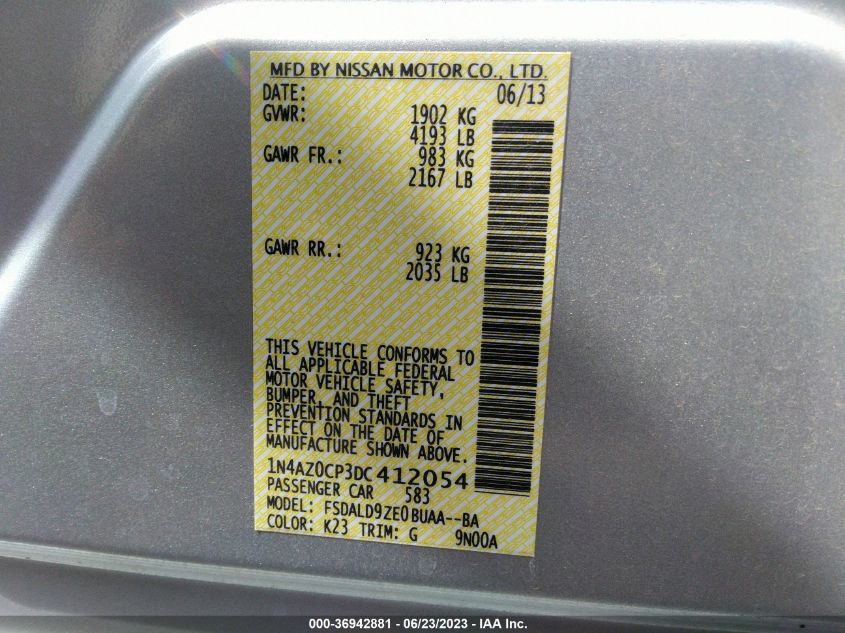 MFD BY NISSAN MOTOR CO., LTD.
DATE: 06/13
GVWR: 1902 KG
4193 LB
GAWR FR.: 983 KG
2167 LB
GAWR RR.: 923 KG
2035 LB
THIS VEHICLE CONFORMS TO
ALL APPLICABLE FEDERAL
MOTOR VEHICLE SAFETY,
BUMPER, AND THEFT
PREVENTION STANDARDS IN
EFFECT ON THE DATE OF
MANUFACTURE SHOWN ABOVE.
1N4AZ0CP3DC412054
PASSENGER CAR 583
MODEL: FSDALD9ZE0BUAA--BA
COLOR: K23 TRIM: G 9N00A
000-36942881 - 06/23/2023 - IAA Inc.